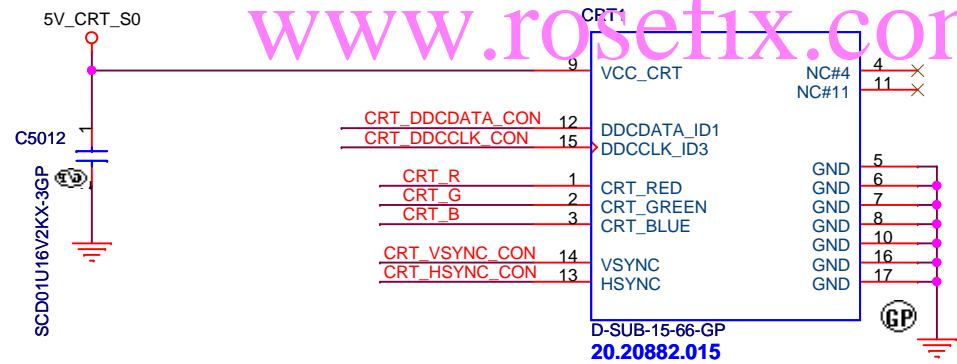 www.rosefix.com
5V_CRT_S0
CRT1
9 VCC_CRT
NC#4 4
NC#11 11
C5012
1
SCD01U16V2KX-3GP
CRT_DDCDATA_CON 12 DDCDATA_ID1
CRT_DDCCLK_CON 15 DDCCLK_ID3
CRT_R 1 CRT_RED
CRT_G 2 CRT_GREEN
CRT_B 3 CRT_BLUE
CRT_VSYNC_CON 14 VSYNC
CRT_HSYNC_CON 13 HSYNC
GND 5
GND 6
GND 7
GND 8
GND 10
GND 16
GND 17
GP
D-SUB-15-66-GP
20.20882.015